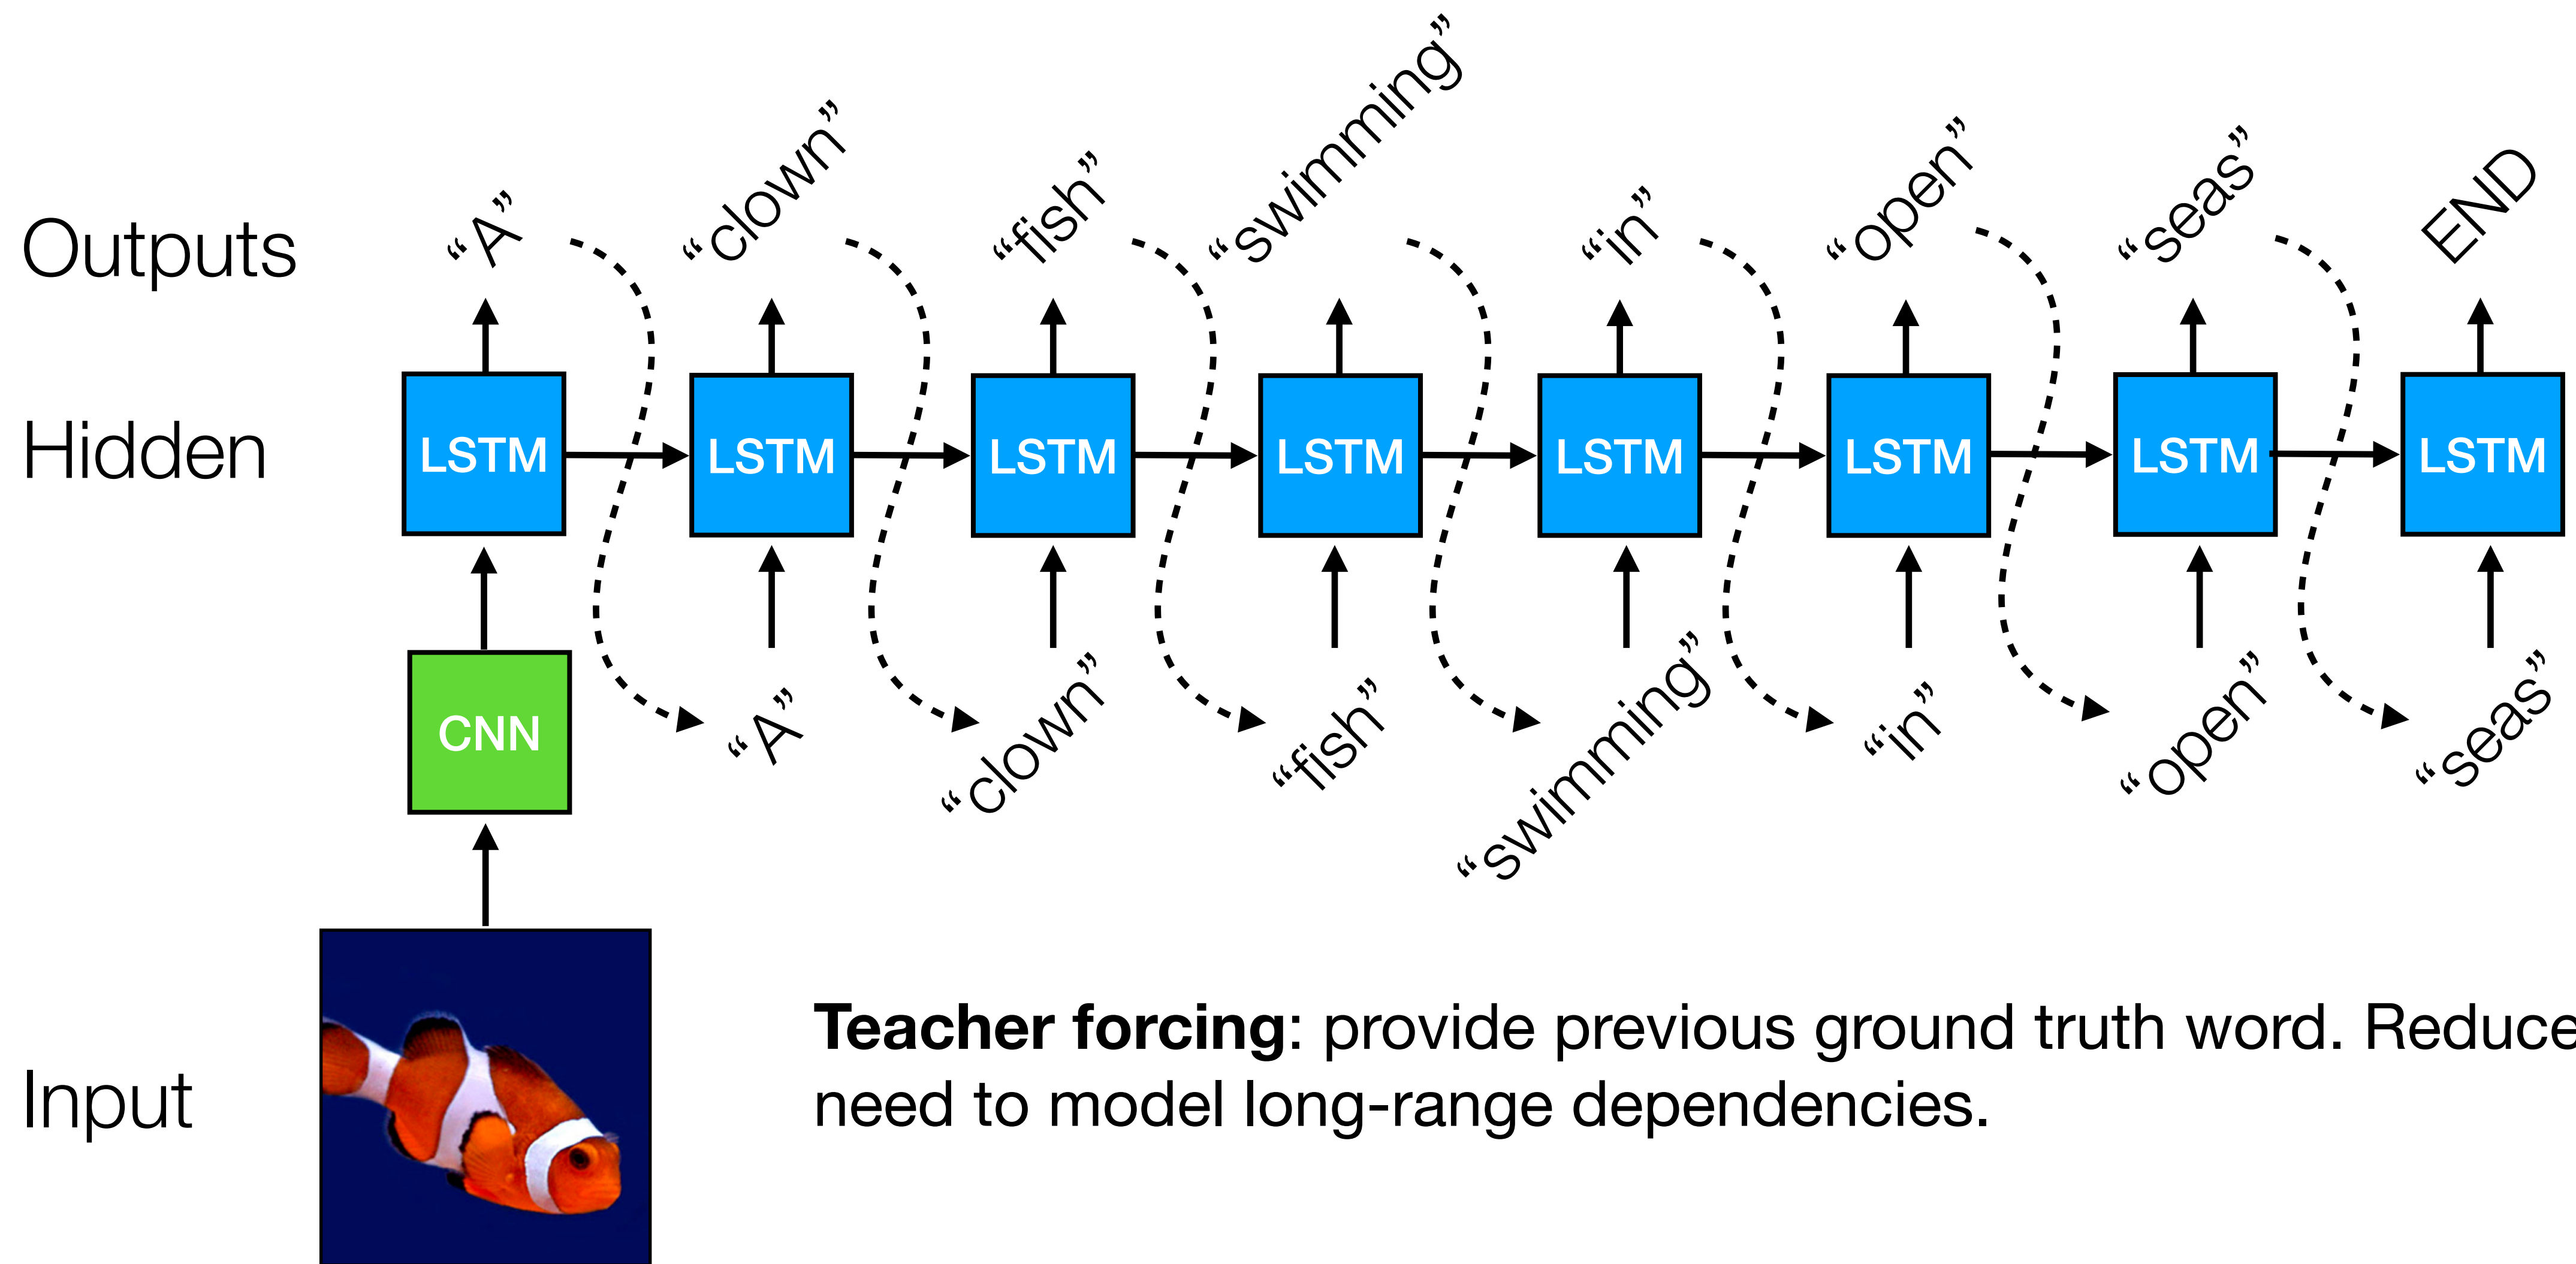 Outputs
“A”
“clown”
“fish”
“swimming”
“in”
“open”
“seas”
END
Hidden
LSTM
LSTM
LSTM
LSTM
LSTM
LSTM
LSTM
LSTM
CNN
“A”
“clown”
“fish”
“swimming”
“in”
“open”
“seas”
Input
Teacher forcing: provide previous ground truth word. Reduce
need to model long-range dependencies.